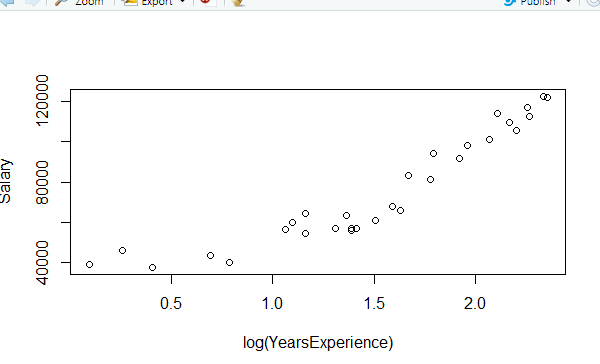 Zoom Export Publish
120000
80000
40000
Salary
0.5 1.0 1.5 2.0
log(YearsExperience)